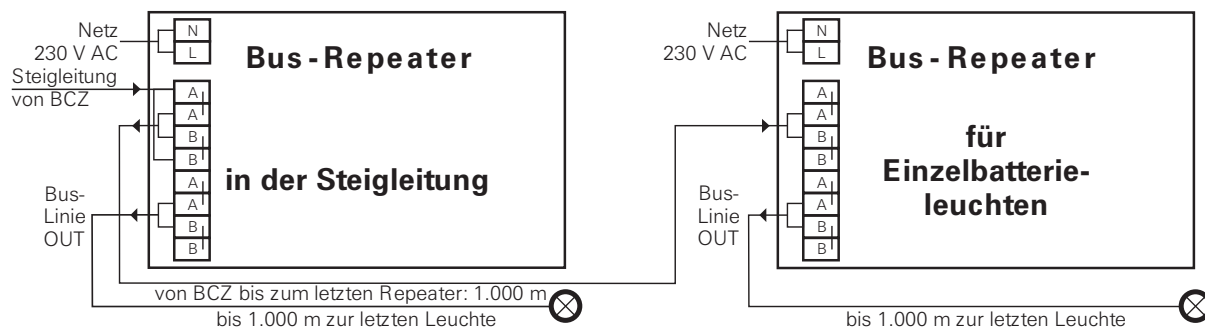 Netz
230 V AC
Steigleitung
von BCZ
N
L
Bus-Repeater
A
A
B
B
A
A
B
B
in der Steigleitung
Bus-
Linie
OUT
von BCZ bis zum letzten Repeater: 1.000 m
bis 1.000 m zur letzten Leuchte
Netz
230 V AC
N
L
Bus-Repeater
A
A
B
B
A
A
B
B
für
Einzelbatterie-
leuchten
Bus-
Linie
OUT
bis 1.000 m zur letzten Leuchte